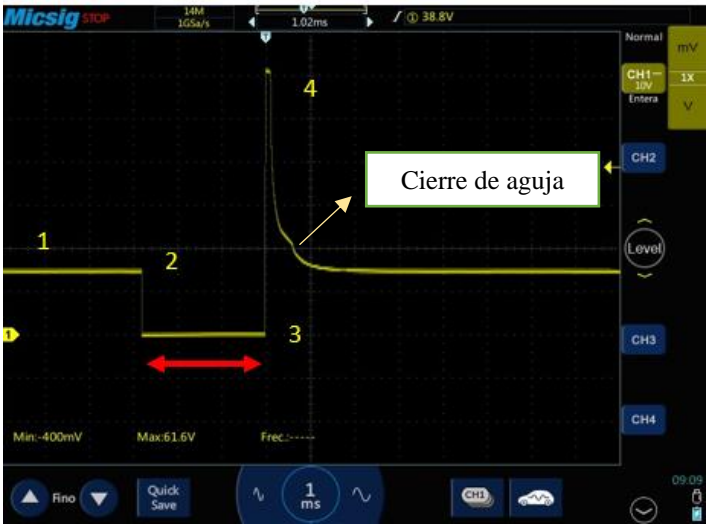 Micsig STOP
14M
1GSa/s
1.02ms
T
① 38.8V
Normal
mV
CH1
10V
Entera
1X
V
4
CH2
Cierre de aguja
1
2
Level
1
3
CH3
CH4
Min:-400mV Max:61.6V Frec.:-----
Fino
Quick
Save
1
ms
CH1
09:09